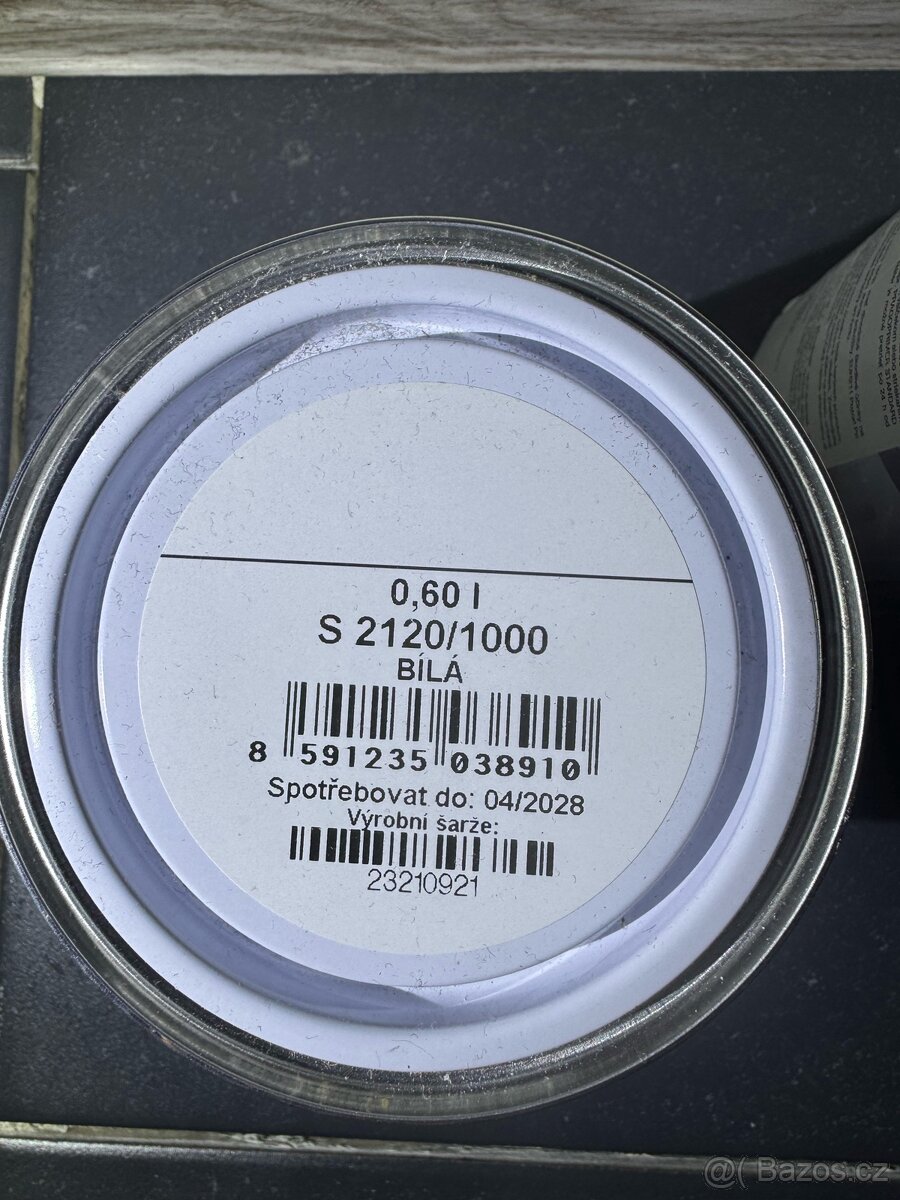 0,60 l
S 2120/1000
BÍLÁ
8 591235 038910
Spotřebovat do: 04/2028
Výrobní šarže:
23210921
@( Bazos.cz